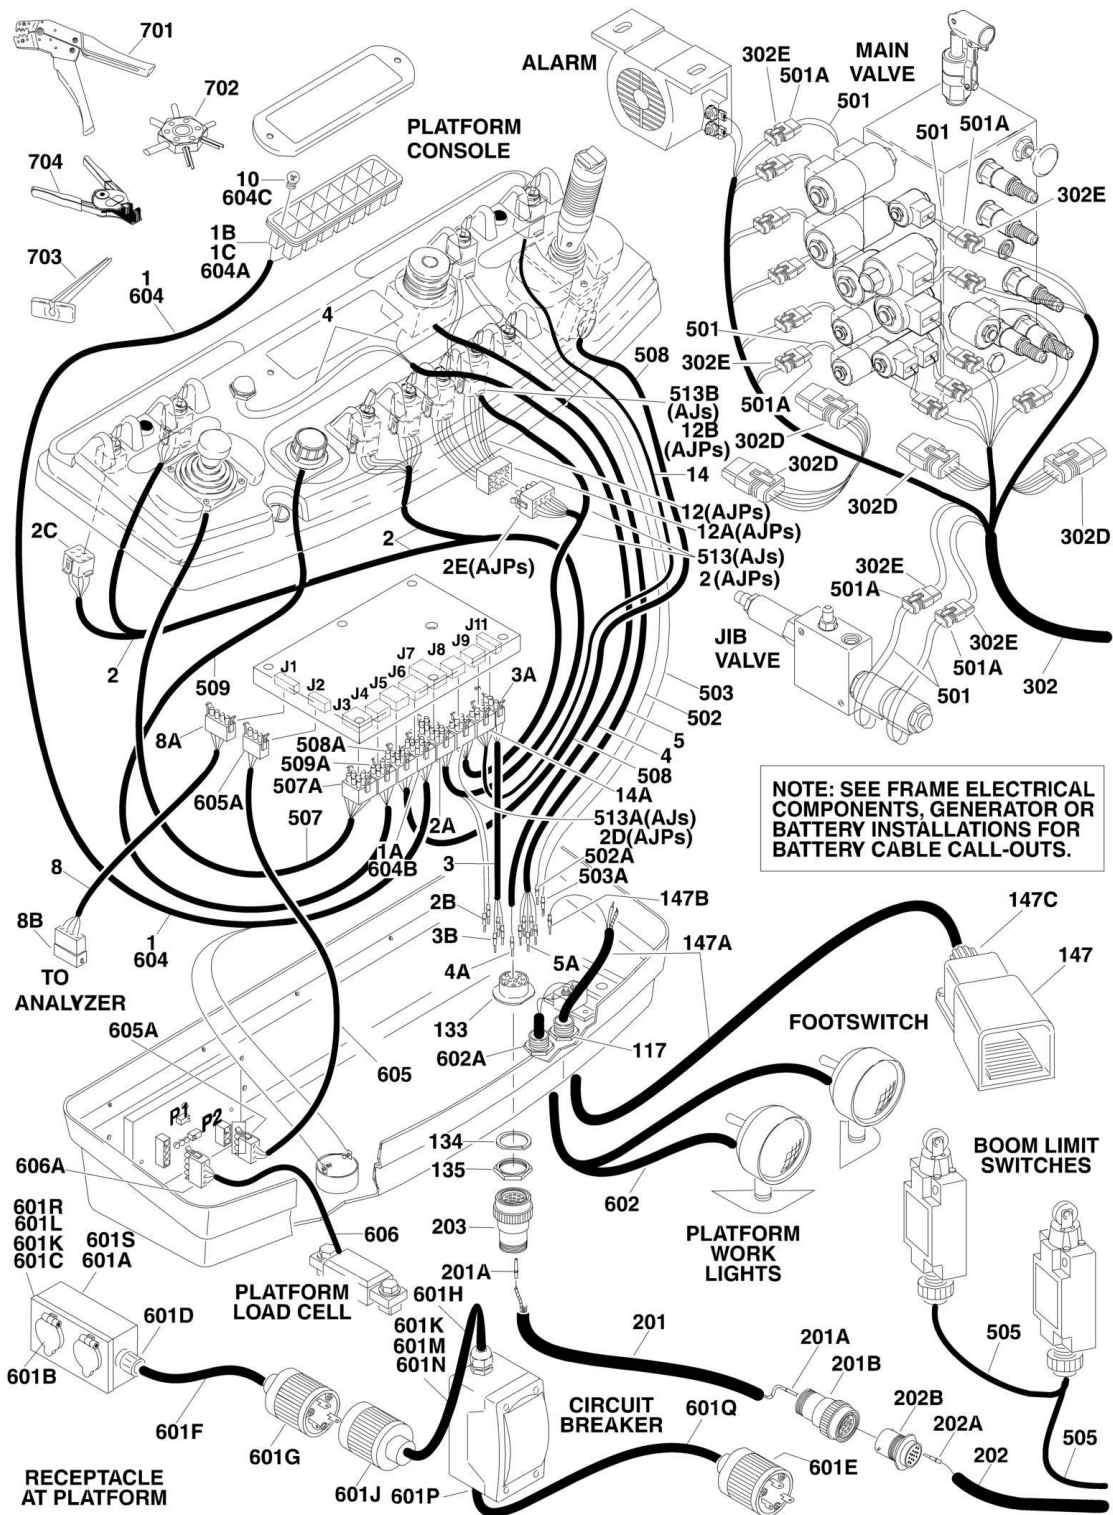 701
702
704
703
ALARM
302E
501A
501
MAIN
VALVE
501
501A
302E
PLATFORM
CONSOLE
10
604C
1B
1C
604A
1
604
4
501
302E
501A
508
513B
(AJs)
12B
(AJPs)
14
302D
302D
302D
302D
12(AJPs)
12A(AJPs)
513(AJs)
2(AJPs)
2C
2
2E(AJPs)
302E
501A
JIB
VALVE
302E
501A
501
302
2
509
J1
J2
J3
J4
J5
J6
J7
J8
J9
J11
3A
503
502
5
4
508
14A
8A
605A
508A
509A
507A
507
513A(AJs)
2D(AJPs)
2A
1A
604B
3
502A
503A
NOTE: SEE FRAME ELECTRICAL
COMPONENTS, GENERATOR OR
BATTERY INSTALLATIONS FOR
BATTERY CABLE CALL-OUTS.
8
8B
TO
ANALYZER
1
604
2B
3B
4A
5A
147B
147A
147C
147
FOOTSWITCH
133
602A
117
605A
605
P1
P2
134
135
203
606A
606
602
PLATFORM
WORK
LIGHTS
BOOM LIMIT
SWITCHES
601R
601L
601K
601C
601S
601A
PLATFORM
LOAD CELL
601D
601B
601F
601G
601H
601K
601M
601N
201A
201
201A
201B
202B
202A
202
505
505
CIRCUIT
BREAKER
601Q
601E
601J
601P
RECEPTACLE
AT PLATFORM